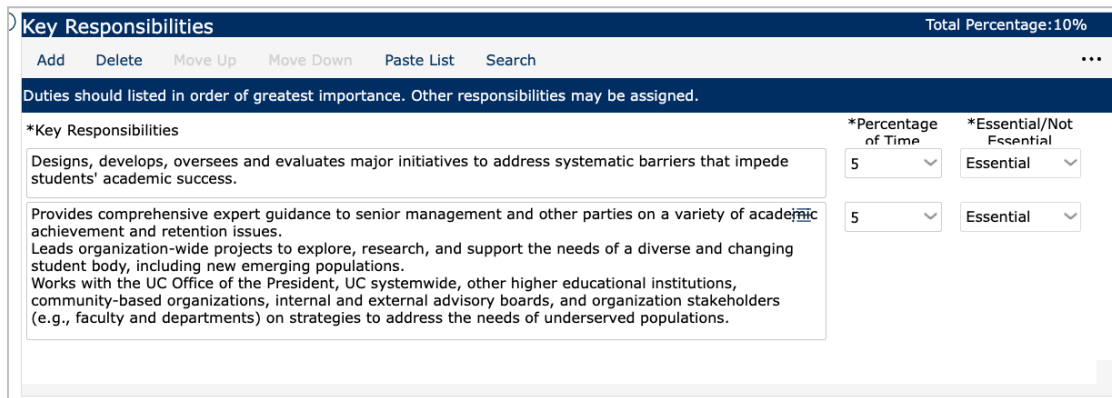 Key Responsibilities Total Percentage:10%
Add Delete Move Up Move Down Paste List Search ...
Duties should listed in order of greatest importance. Other responsibilities may be assigned.
*Key Responsibilities *Percentage of Time *Essential/Not Essential
Designs, develops, oversees and evaluates major initiatives to address systematic barriers that impede 5 Essential
students' academic success.
Provides comprehensive expert guidance to senior management and other parties on a variety of academic 5 Essential
achievement and retention issues.
Leads organization-wide projects to explore, research, and support the needs of a diverse and changing
student body, including new emerging populations.
Works with the UC Office of the President, UC systemwide, other higher educational institutions,
community-based organizations, internal and external advisory boards, and organization stakeholders
(e.g., faculty and departments) on strategies to address the needs of underserved populations.